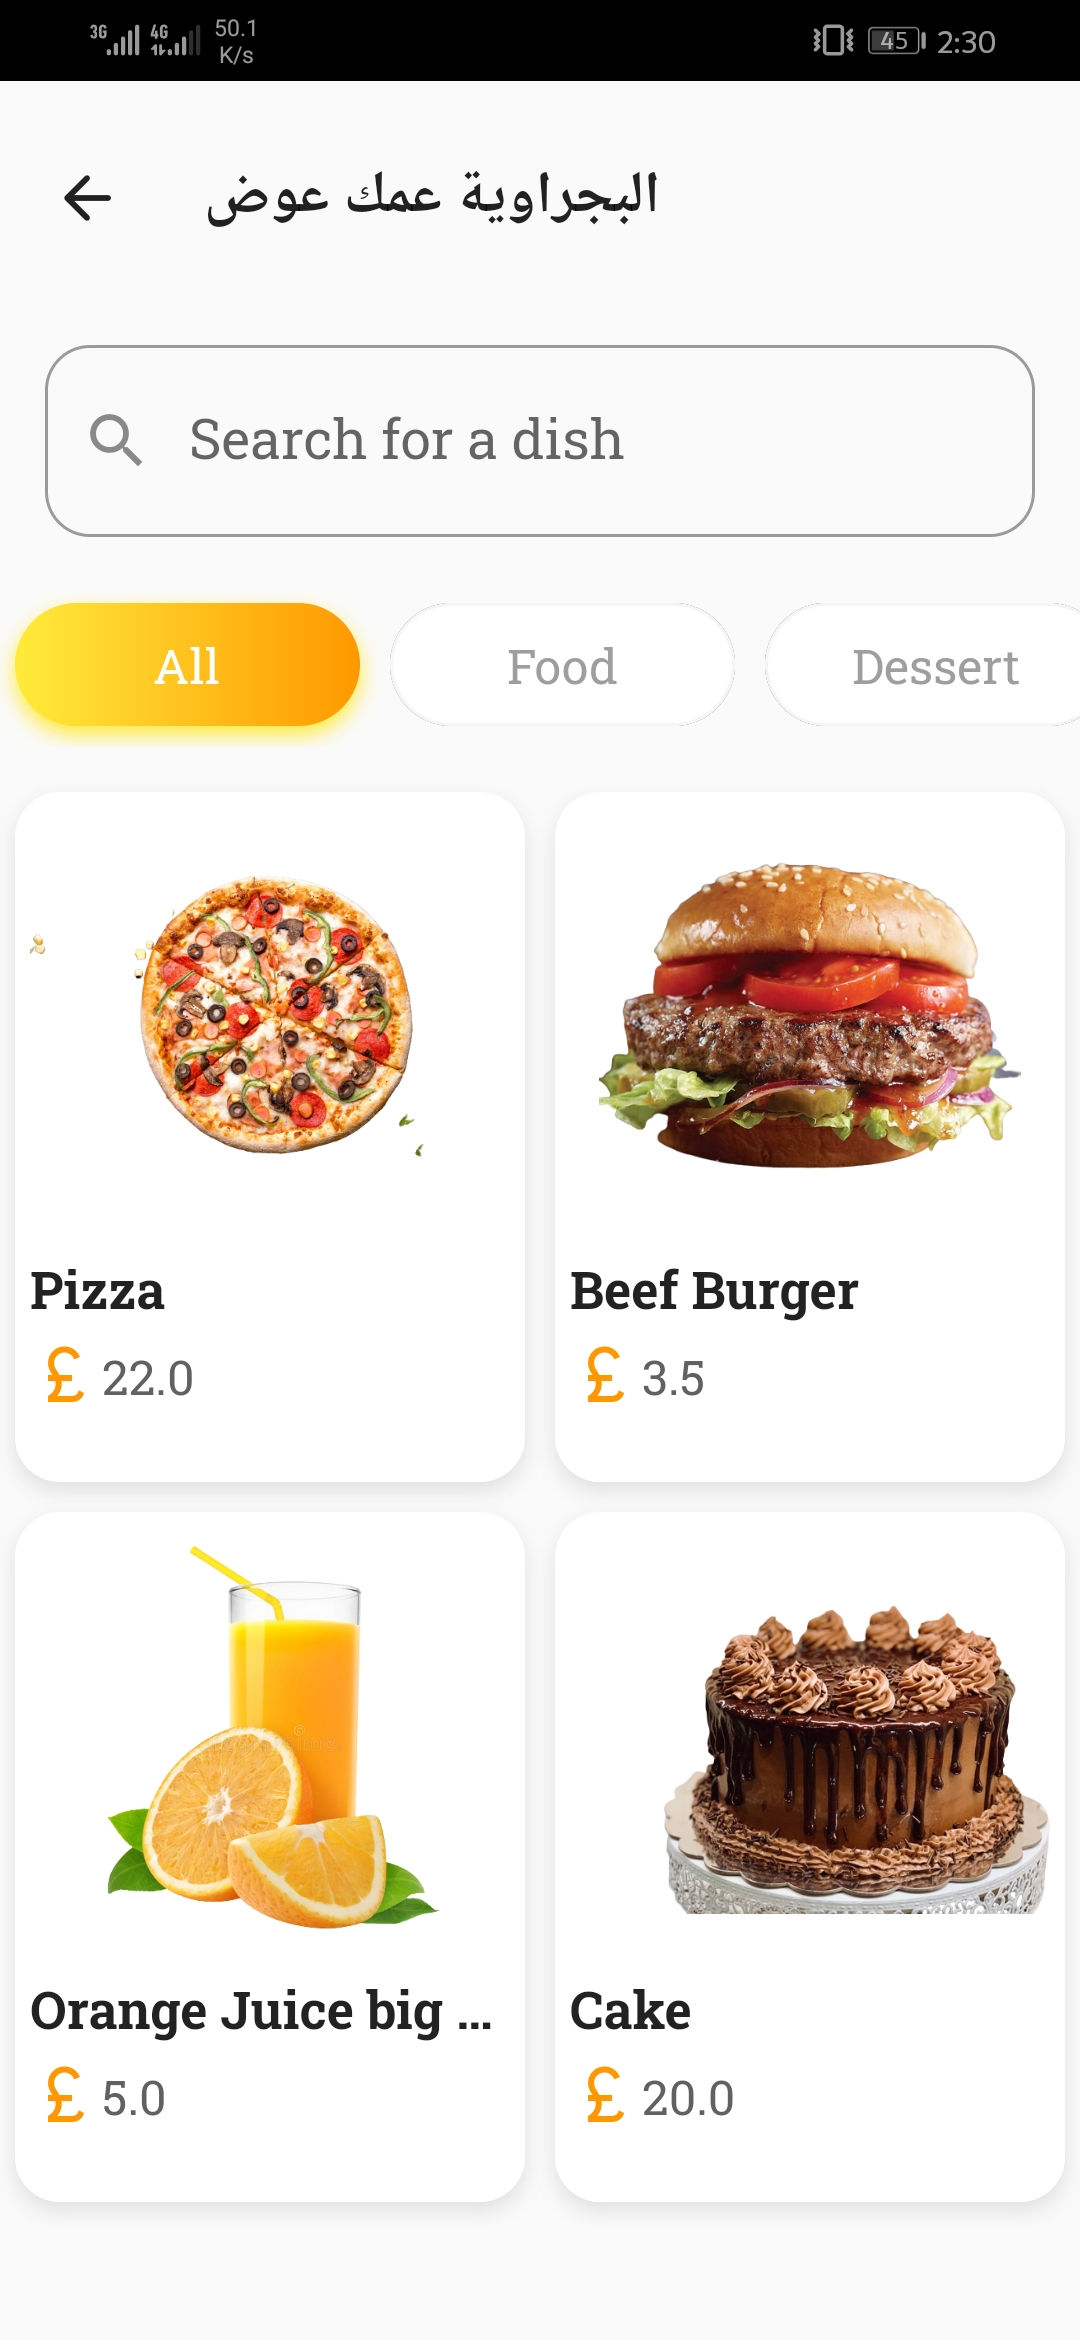 3G 4G 50.1 K/s 45 2:30
البجراوية عمك عوض
Search for a dish
All Food Dessert
Pizza
£ 22.0
Beef Burger
£ 3.5
Orange Juice big ...
£ 5.0
Cake
£ 20.0